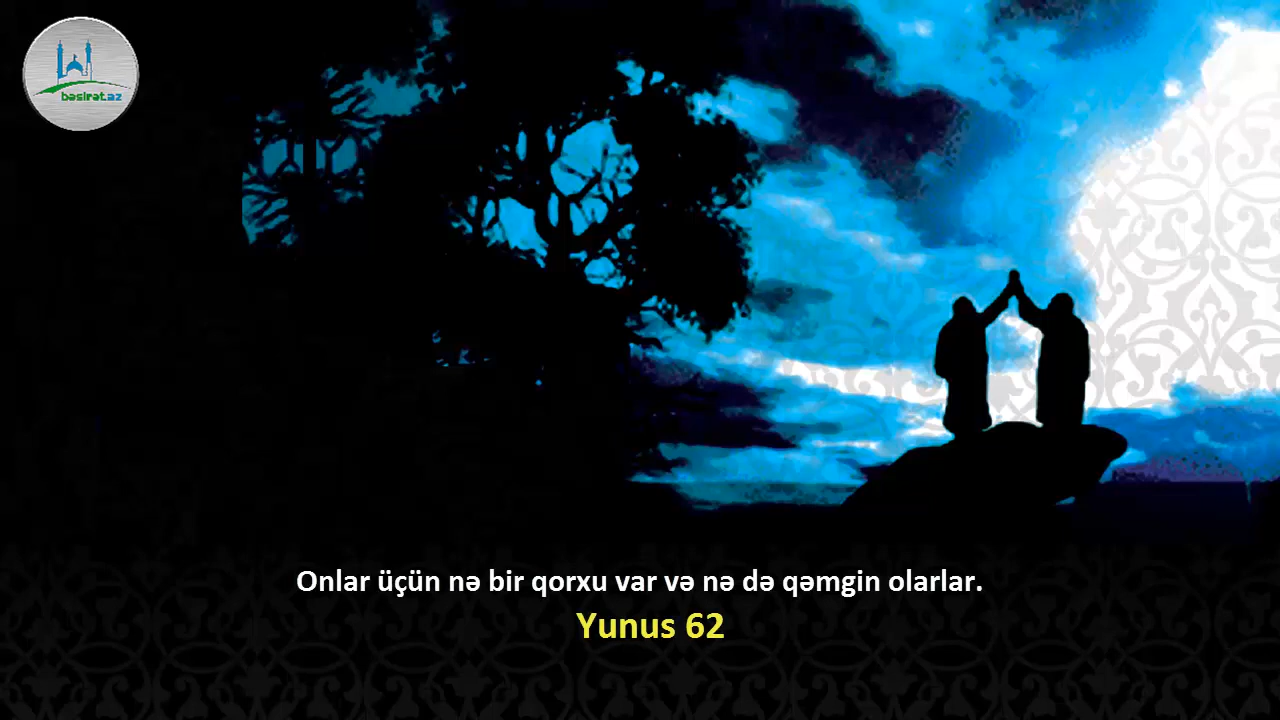 basirat.az
Onlar üçün nə bir qorxu var və nə də qəmgin olarlar.
Yunus 62